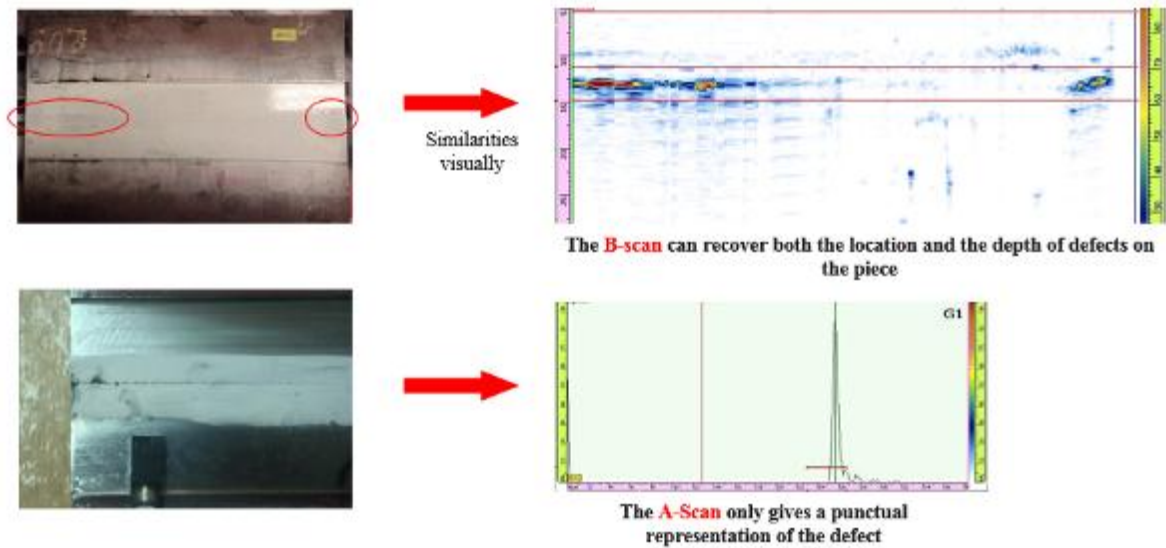 Similarities
visually
The B-scan can recover both the location and the depth of defects on
the piece
G1
The A-Scan only gives a punctual
representation of the defect